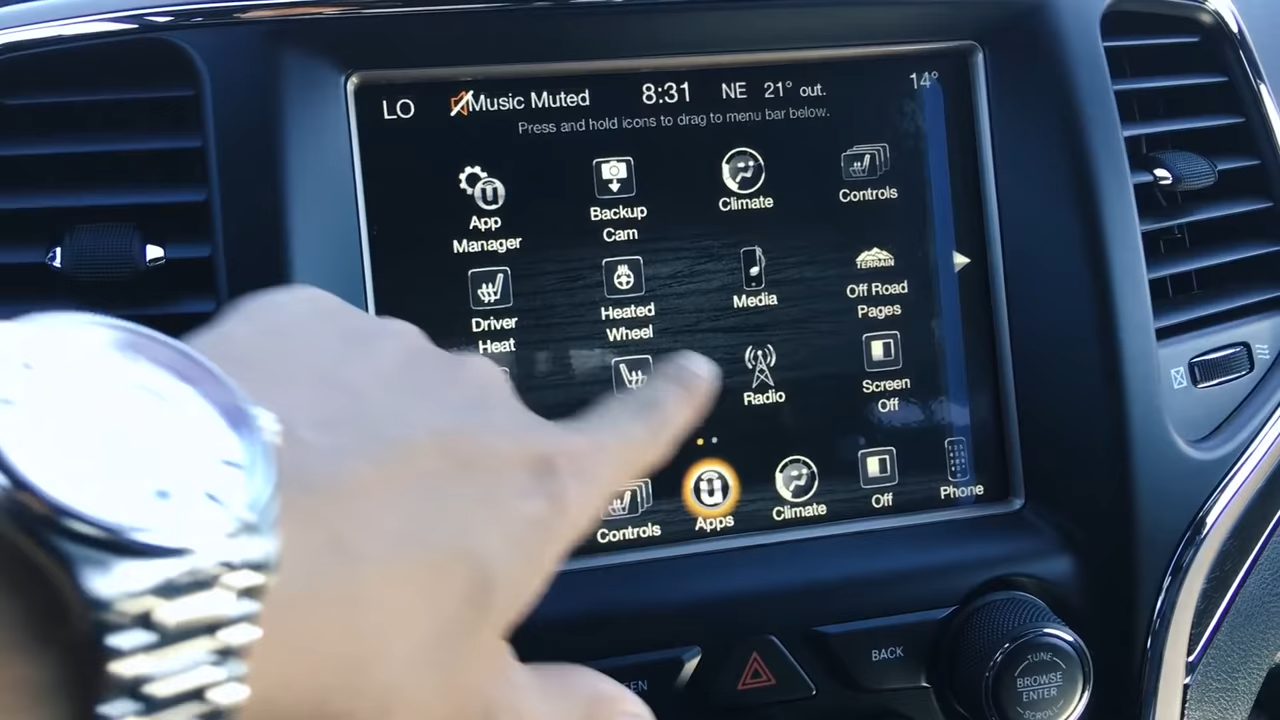 LO Music Muted 8:31 NE 21° out. 14°
Press and hold icons to drag to menu bar below.
App
Manager
Backup
Cam
Climate
Controls
Driver
Heat
Heated
Wheel
Media
TERRAIN
Off Road
Pages
Radio
Screen
Off
Controls
Apps
Climate
Off
Phone
BACK
TUNE
BROWSE
ENTER
SCROLL